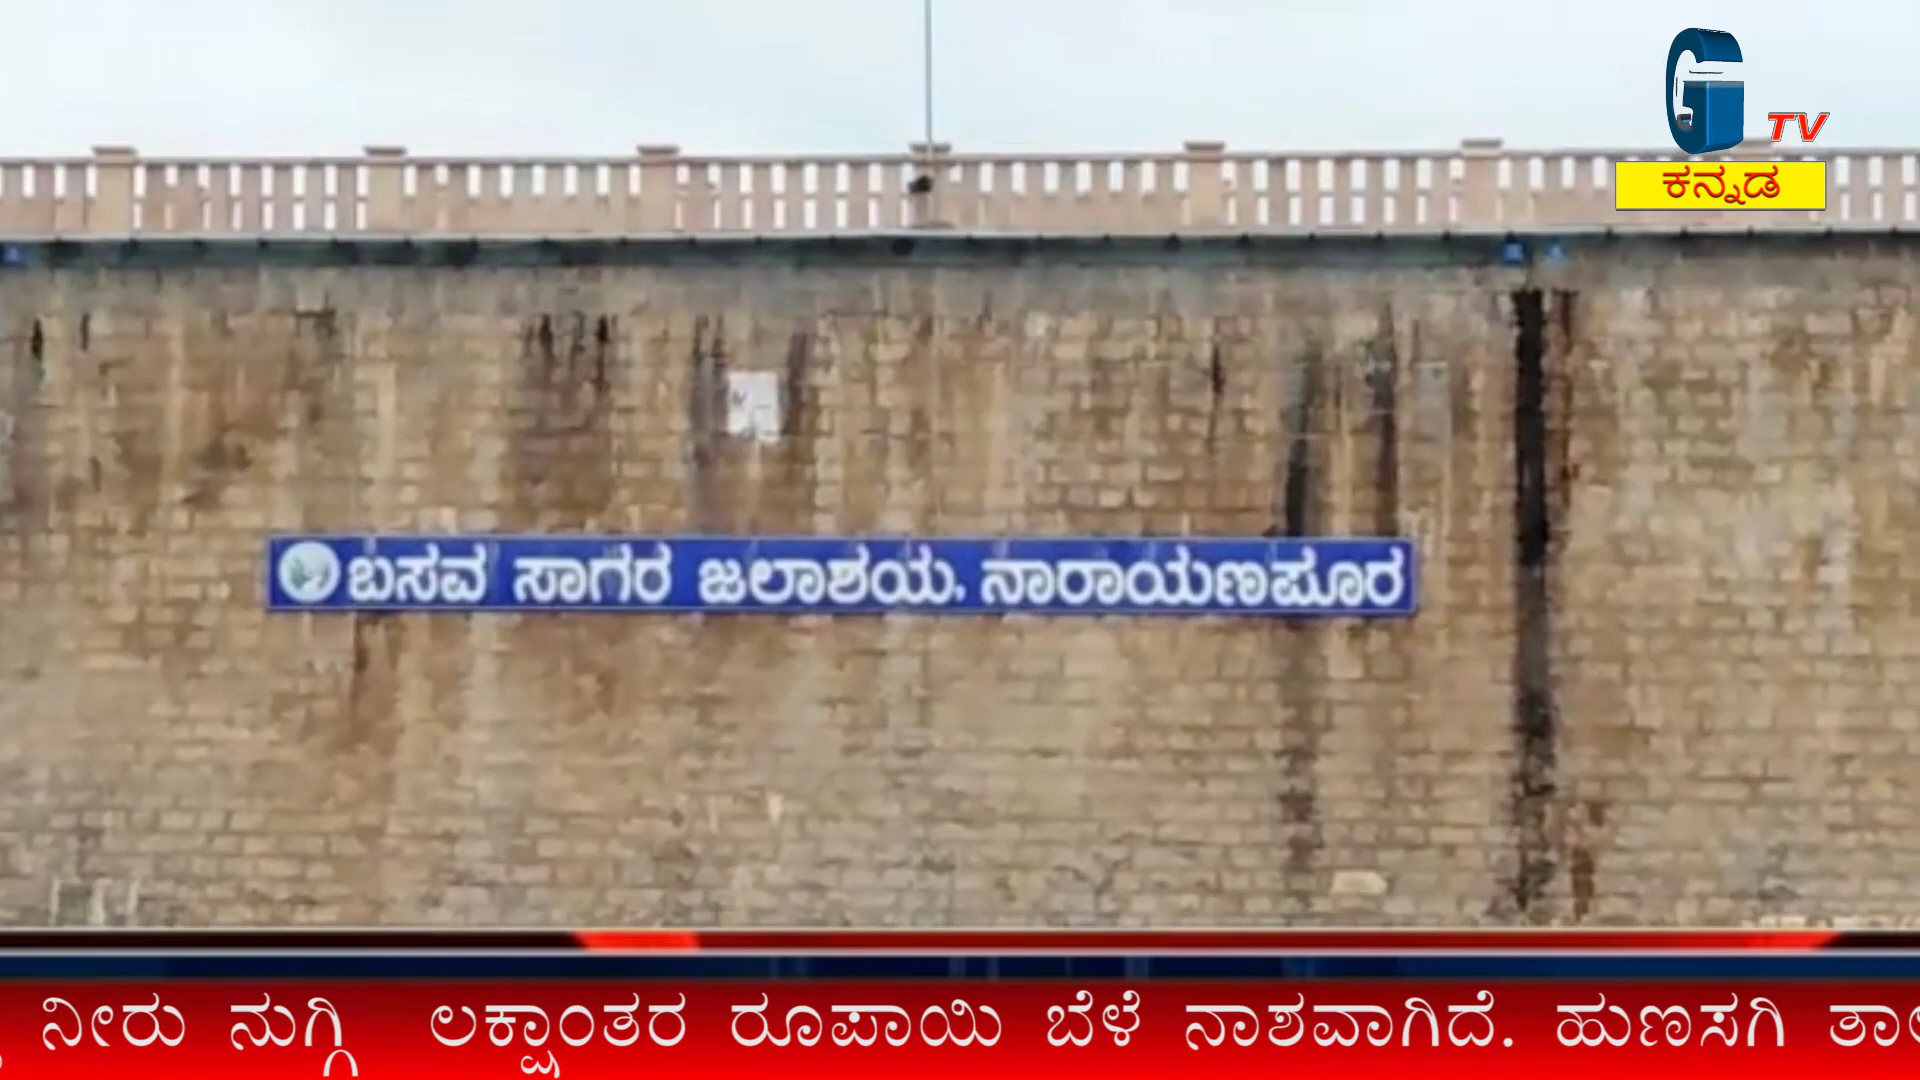 G TV
ಕನ್ನಡ
ಬಸವ ಸಾಗರ ಜಲಾಶಯ, ನಾರಾಯಣಪೂರ
ನೀರು ನುಗ್ಗಿ ಲಕ್ಷಾಂತರ ರೂಪಾಯಿ ಬೆಳೆ ನಾಶವಾಗಿದೆ. ಹುಣಸಗಿ